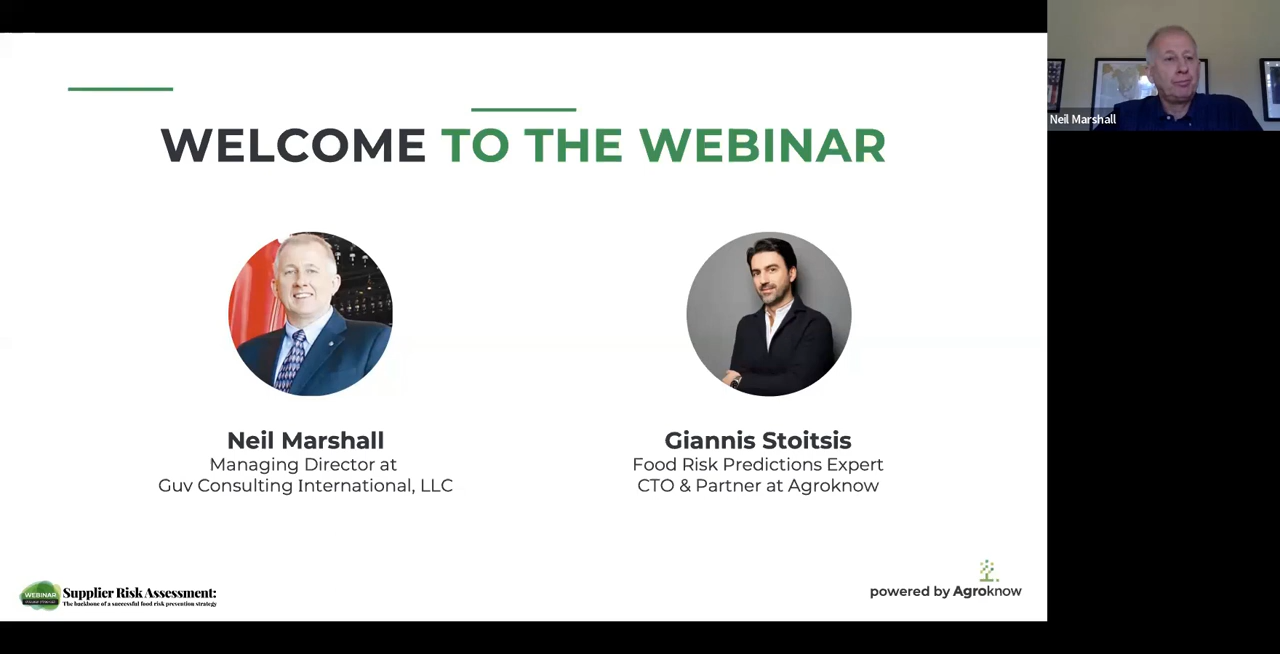 WELCOME TO THE WEBINAR
Neil Marshall
Managing Director at
Guv Consulting International, LLC
Giannis Stoitsis
Food Risk Predictions Expert
CTO & Partner at Agroknow
WEBINAR
Supplier Risk Assessment:
The backbone of a successful food risk prevention strategy
powered by Agroknow
Neil Marshall